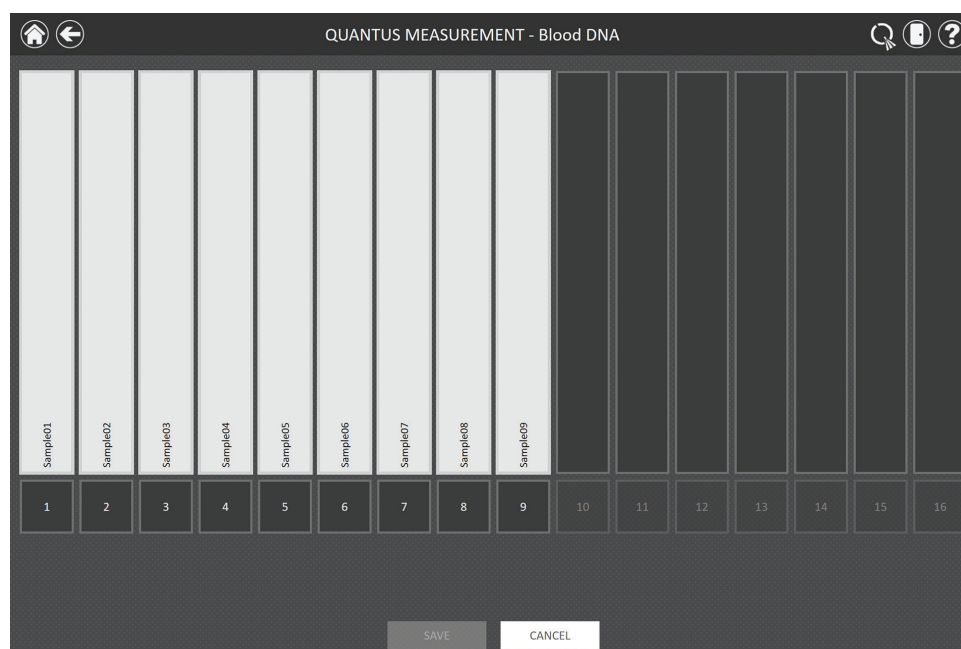 QUANTUS MEASUREMENT - Blood DNA
?
Sample01
Sample02
Sample03
Sample04
Sample05
Sample06
Sample07
Sample08
Sample09
1 2 3 4 5 6 7 8 9 10 11 12 13 14 15 16
SAVE CANCEL